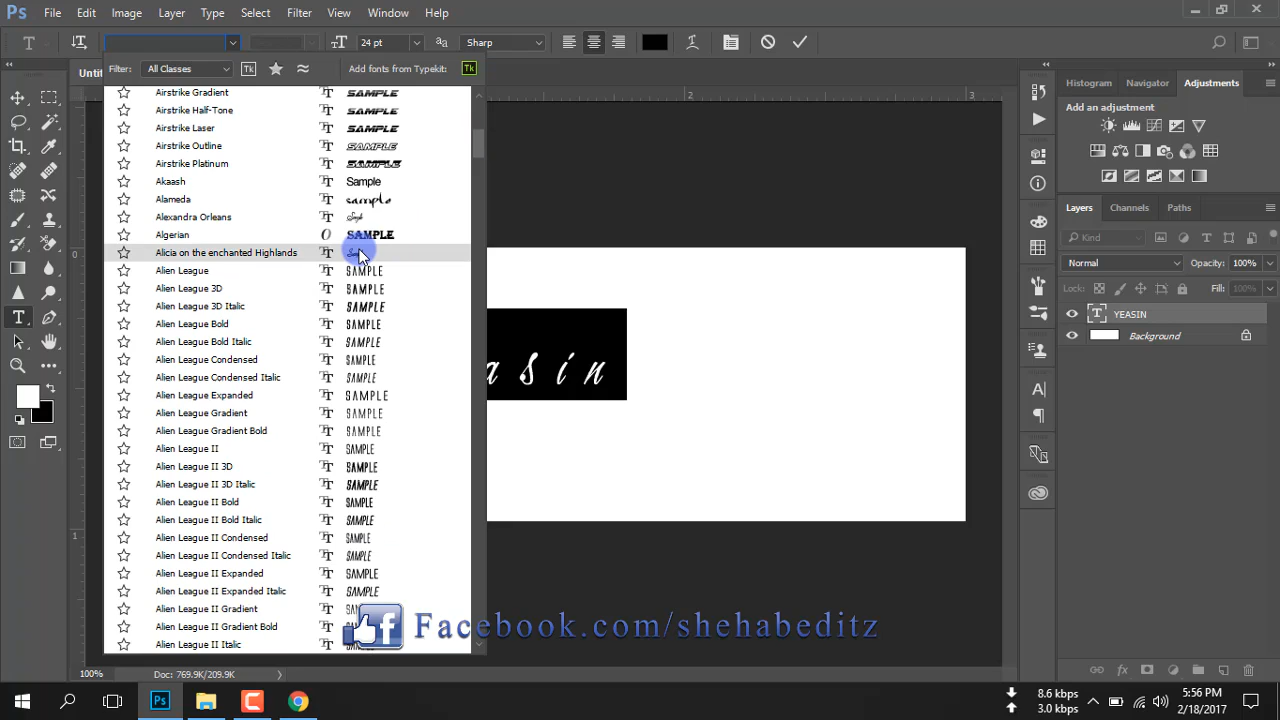 Ps File Edit Image Layer Type Select Filter View Window Help
24 pt aa Sharp
Filter: All Classes Tk Add fonts from Typekit: Tk
2 3
0
1
Airstrike Gradient SAMPLE
Airstrike Half-Tone SAMPLE
Airstrike Laser SAMPLE
Airstrike Outline SAMPLE
Airstrike Platinum SAMPLE
Akaash Sample
Alameda sample
Alexandra Orleans
Algerian SAMPLE
Alicia on the enchanted Highlands
Alien League SAMPLE
Alien League 3D SAMPLE
Alien League 3D Italic SAMPLE
Alien League Bold SAMPLE
Alien League Bold Italic SAMPLE
Alien League Condensed SAMPLE
Alien League Condensed Italic SAMPLE
Alien League Expanded SAMPLE
Alien League Gradient SAMPLE
Alien League Gradient Bold SAMPLE
Alien League II SAMPLE
Alien League II 3D SAMPLE
Alien League II 3D Italic SAMPLE
Alien League II Bold SAMPLE
Alien League II Bold Italic SAMPLE
Alien League II Condensed SAMPLE
Alien League II Condensed Italic SAMPLE
Alien League II Expanded SAMPLE
Alien League II Expanded Italic SAMPLE
Alien League II Gradient
Alien League II Gradient Bold
Alien League II Italic
asin
Facebook.com/shehabeditz
Histogram Navigator Adjustments
Add an adjustment
Layers Channels Paths
Kind
Normal Opacity: 100%
Lock: Fill: 100%
T YEASIN
Background
100% Doc: 769.9K/209.9K
Ps
8.6 kbps
3.0 kbps
5:56 PM
2/18/2017